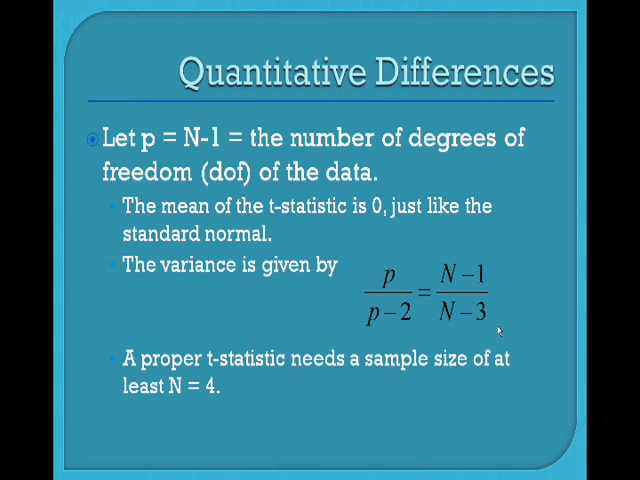 Quantitative Differences
Let p = N-1 = the number of degrees of
freedom (dof) of the data.
The mean of the t-statistic is 0, just like the
standard normal.
The variance is given by
p / p − 2 = N − 1 / N − 3
A proper t-statistic needs a sample size of at
least N = 4.